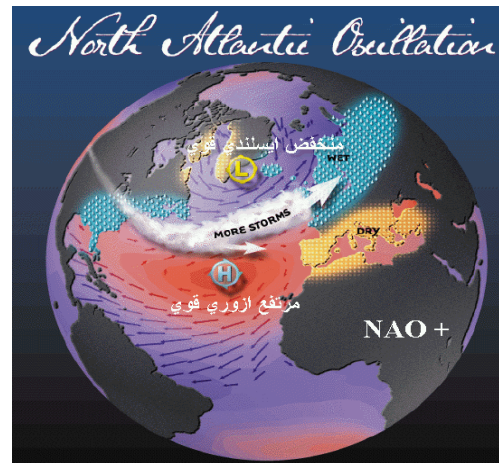 North Atlantic Oscillation
منخفض ايسلندي قوي
L
WET
MORE STORMS
DRY
H
مرتفع ازوري قوي
NAO +